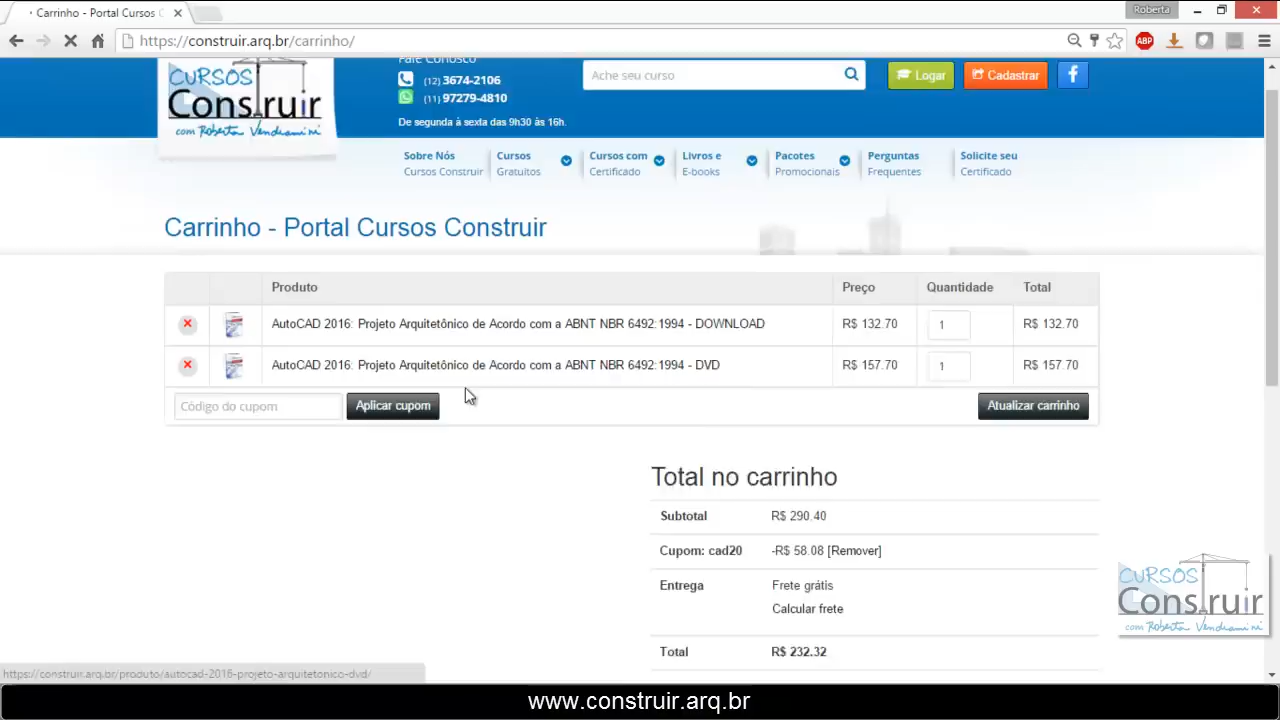 Carrinho - Portal Cursos C
Roberta
https://construir.arq.br/carrinho/
ABP
CURSOS
Construir
com Roberta Vendramini
Fale Conosco
(12) 3674-2106
(11) 97279-4810
De segunda à sexta das 9h30 às 16h.
Ache seu curso
Logar
Cadastrar
Sobre Nós
Cursos Construir
Cursos
Gratuitos
Cursos com
Certificado
Livros e
E-books
Pacotes
Promocionais
Perguntas
Frequentes
Solicite seu
Certificado
Carrinho - Portal Cursos Construir
Produto Preço Quantidade Total
AutoCAD 2016: Projeto Arquitetônico de Acordo com a ABNT NBR 6492:1994 - DOWNLOAD R$ 132.70 1 R$ 132.70
AutoCAD 2016: Projeto Arquitetônico de Acordo com a ABNT NBR 6492:1994 - DVD R$ 157.70 1 R$ 157.70
Código do cupom Aplicar cupom Atualizar carrinho
Total no carrinho
Subtotal R$ 290.40
Cupom: cad20 -R$ 58.08 [Remover]
Entrega Frete grátis
Calcular frete
Total R$ 232.32
CURSOS
Construir
com Roberta Vendramini
https://construir.arq.br/produto/autocad-2016-projeto-arquitetonico-dvd/
www.construir.arq.br